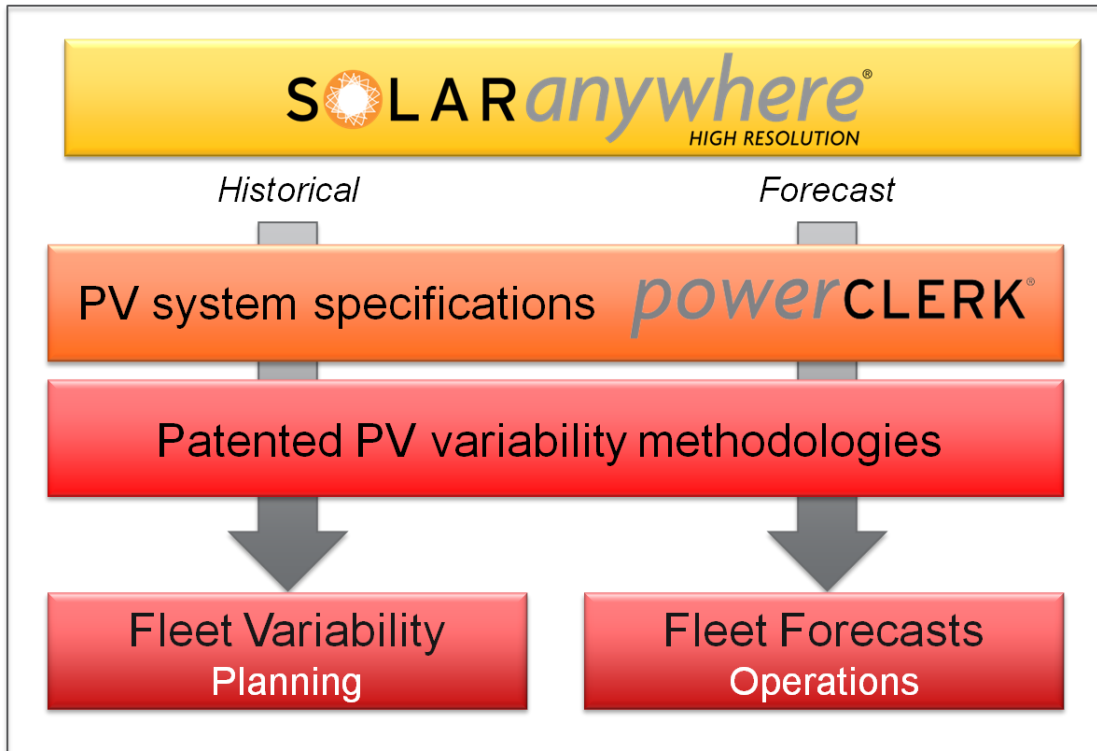 SOLARanywhere®
HIGH RESOLUTION
Historical
Forecast
PV system specifications
powerCLERK®
Patented PV variability methodologies
Fleet Variability
Planning
Fleet Forecasts
Operations